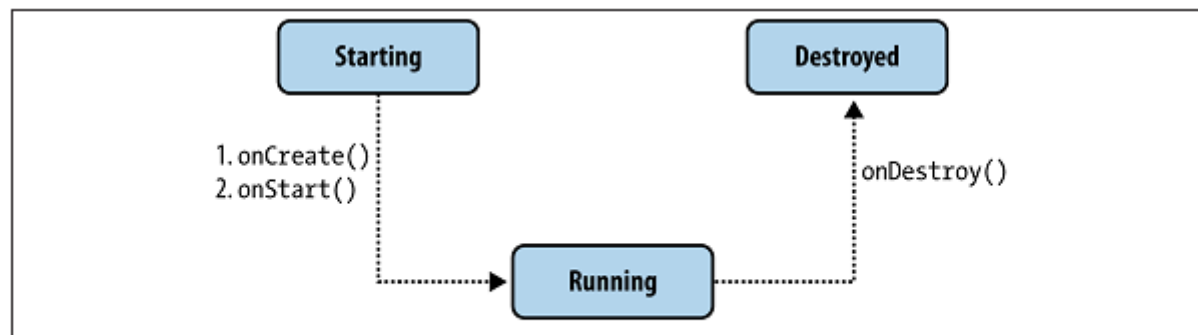 Starting
Destroyed
1. onCreate()
2. onStart()
onDestroy()
Running